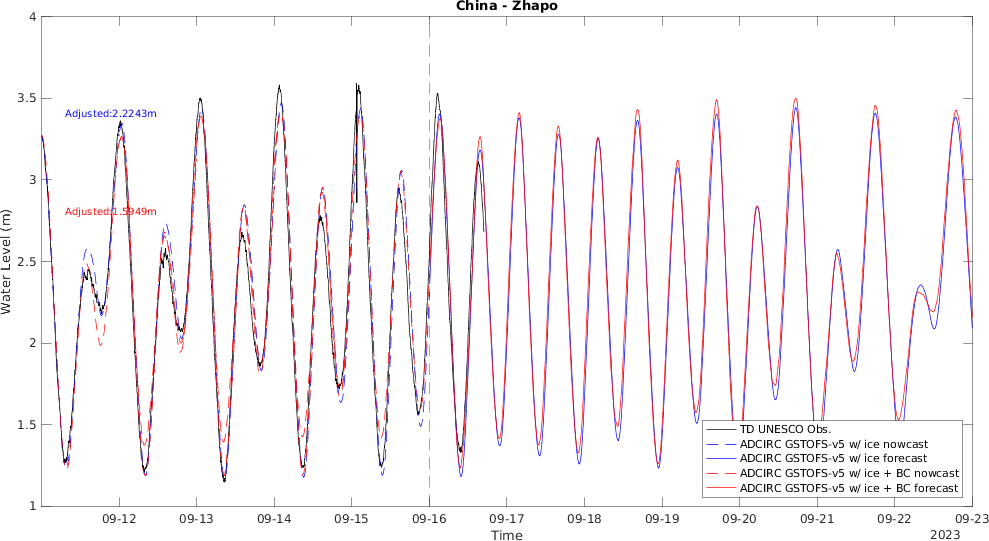 China - Zhapo
4
3.5
3
2.5
2
1.5
1
Water Level (m)
Adjusted:2.2243m
Adjusted:1.5949m
TD UNESCO Obs.
ADCIRC GSTOFS-v5 w/ ice nowcast
ADCIRC GSTOFS-v5 w/ ice forecast
ADCIRC GSTOFS-v5 w/ ice + BC nowcast
ADCIRC GSTOFS-v5 w/ ice + BC forecast
09-12 09-13 09-14 09-15 09-16 09-17 09-18 09-19 09-20 09-21 09-22 09-23
Time
2023